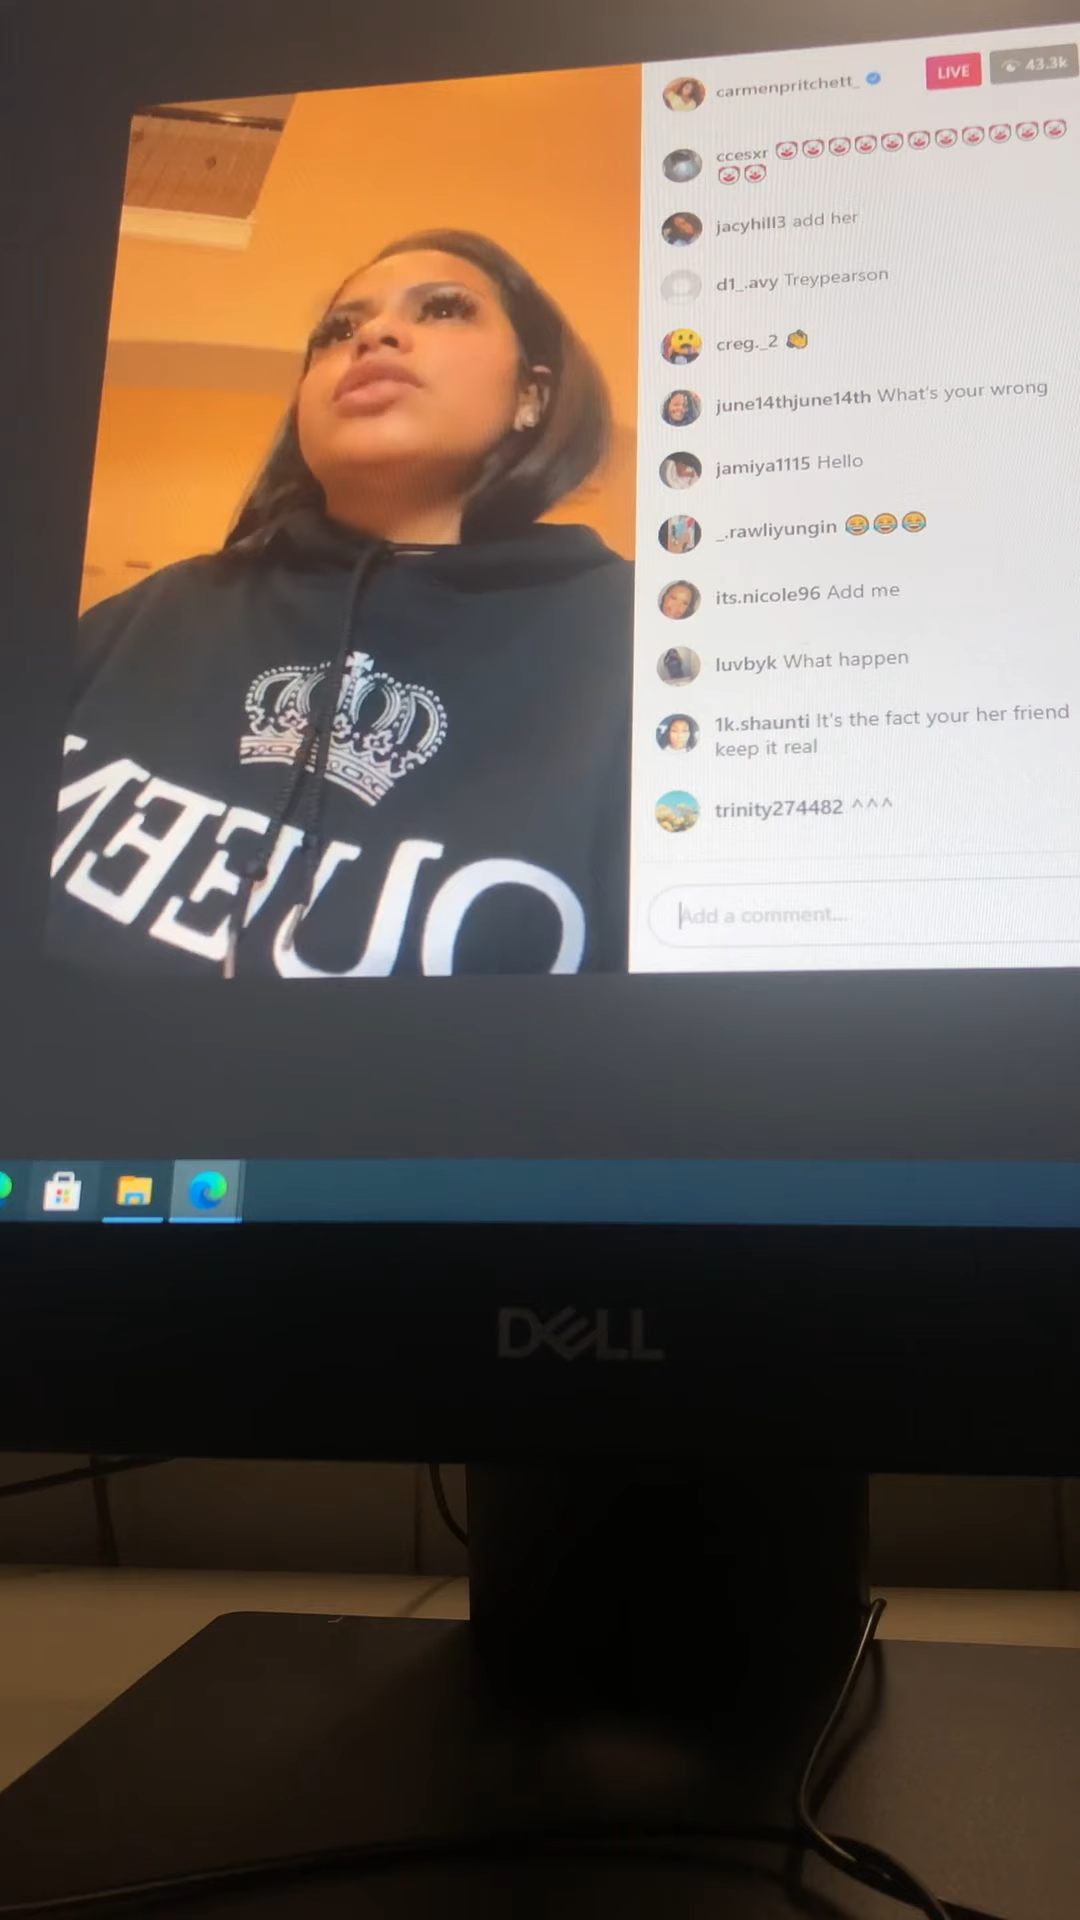 carmenpritchett_ LIVE 43.3k
ccesxr 🤡🤡🤡🤡🤡🤡🤡🤡🤡🤡🤡
🤡🤡
jacyhill3 add her
d1_.avy Treypearson
creg._2 👏
june14thjune14th What's your wrong
jamiya1115 Hello
_.rawliyungin 😂😂😂
its.nicole96 Add me
luvbyk What happen
1k.shaunti It's the fact your her friend
keep it real
trinity274482 ^^^
Add a comment...
QUEEN
DELL